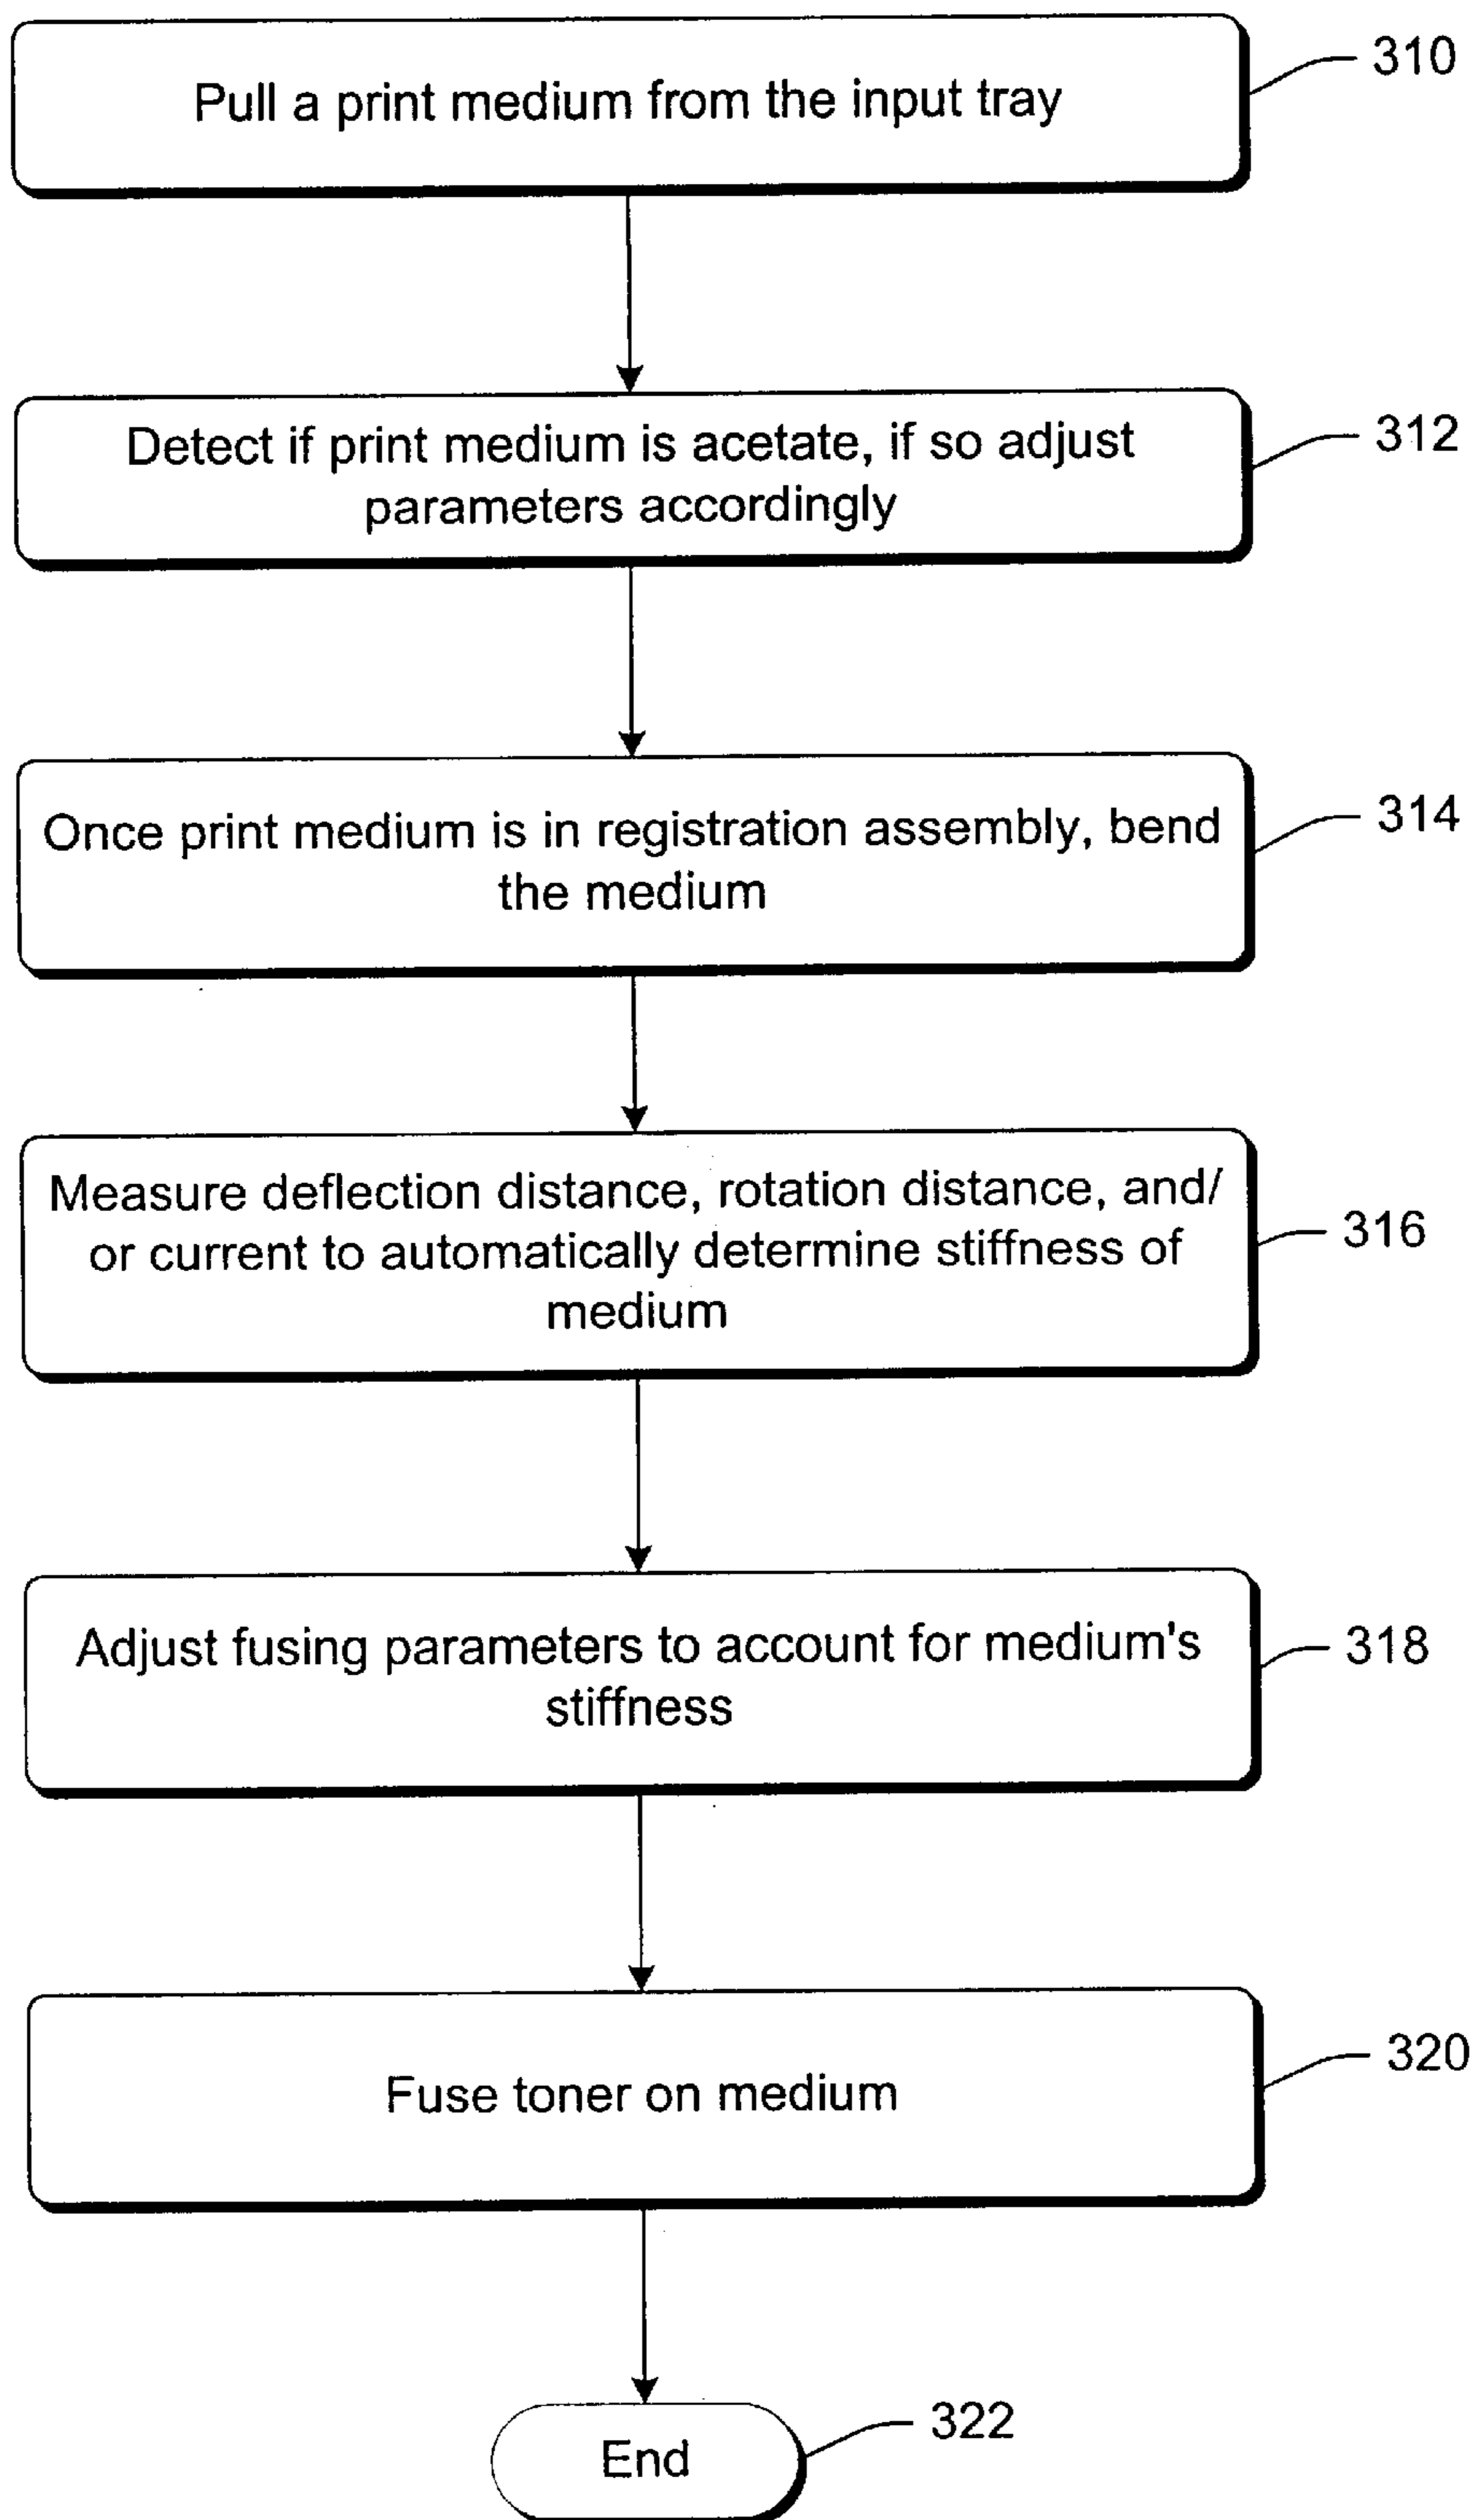 Pull a print medium from the input tray
310
Detect if print medium is acetate, if so adjust
parameters accordingly
312
Once print medium is in registration assembly, bend
the medium
314
Measure deflection distance, rotation distance, and/
or current to automatically determine stiffness of
medium
316
Adjust fusing parameters to account for medium's
stiffness
318
Fuse toner on medium
320
End
322